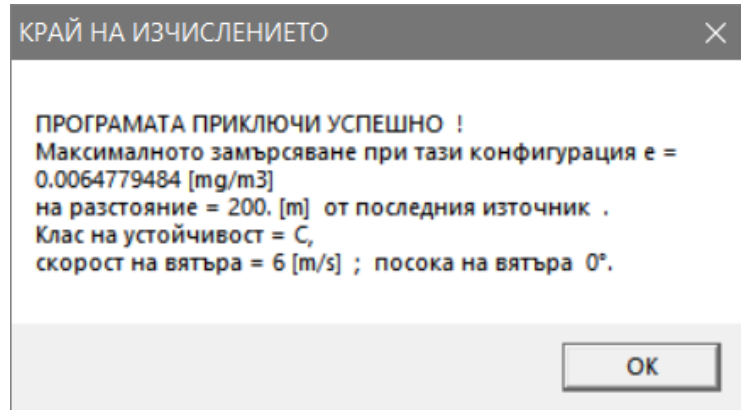 КРАЙ НА ИЗЧИСЛЕНИЕТО
ПРОГРАМАТА ПРИКЛЮЧИ УСПЕШНО !
Максималното замърсяване при тази конфигурация е =
0.0064779484 [mg/m3]
на разстояние = 200. [m] от последния източник .
Клас на устойчивост = C,
скорост на вятъра = 6 [m/s] ; посока на вятъра 0°.
OK